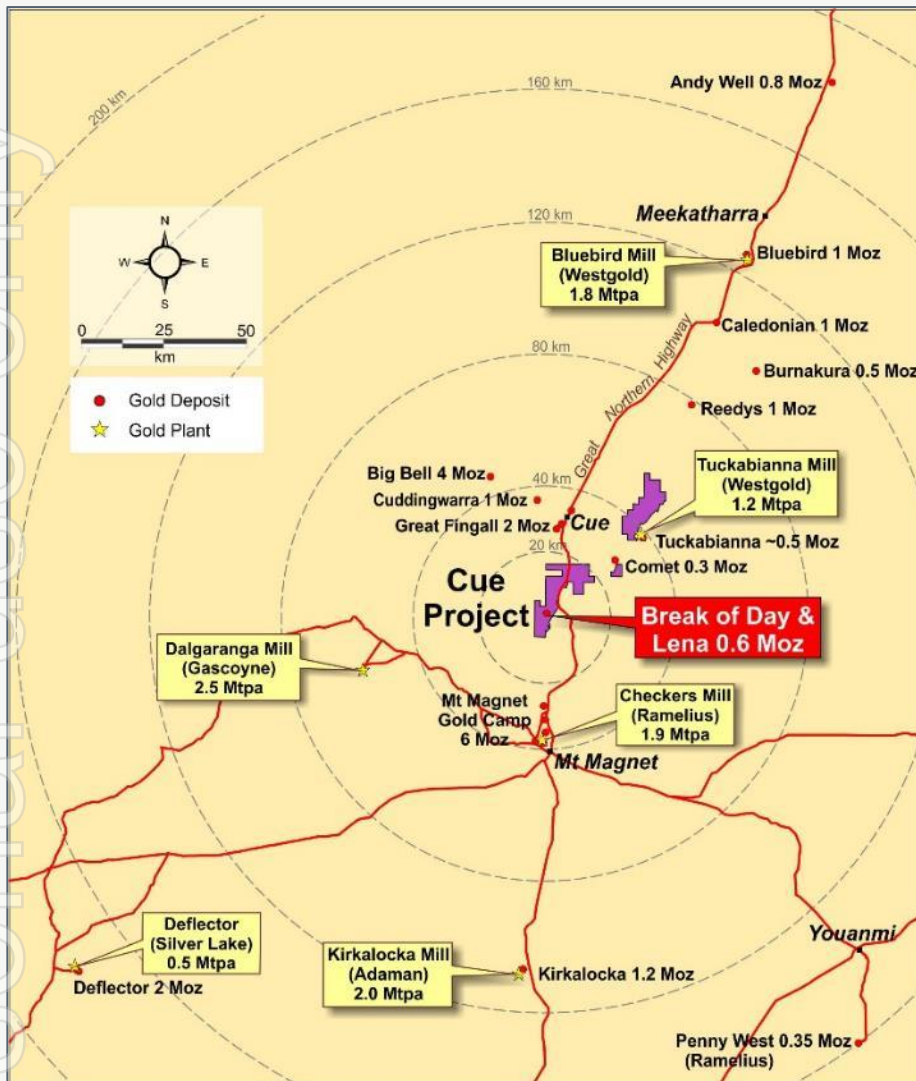 200 km
160 km
Andy Well 0.8 Moz
N
W E
S
0 25 50
km
Gold Deposit
Gold Plant
Meekatharra
120 km
Bluebird Mill
(Westgold)
1.8 Mtpa
Bluebird 1 Moz
Caledonian 1 Moz
Great Northern Highway
80 km
Burnakura 0.5 Moz
Reedys 1 Moz
Big Bell 4 Moz
40 km
Cuddingwarra 1 Moz
Great Fingall 2 Moz
Cue
Tuckabianna Mill
(Westgold)
1.2 Mtpa
Tuckabianna ~0.5 Moz
20 km
Comet 0.3 Moz
Cue
Project
Break of Day &
Lena 0.6 Moz
Dalgaranga Mill
(Gascoyne)
2.5 Mtpa
Mt Magnet
Gold Camp
6 Moz
Checkers Mill
(Ramelius)
1.9 Mtpa
Mt Magnet
Deflector
(Silver Lake)
0.5 Mtpa
Deflector 2 Moz
Kirkalocka Mill
(Adaman)
2.0 Mtpa
Kirkalocka 1.2 Moz
Youanmi
Penny West 0.35 Moz
(Ramelius)